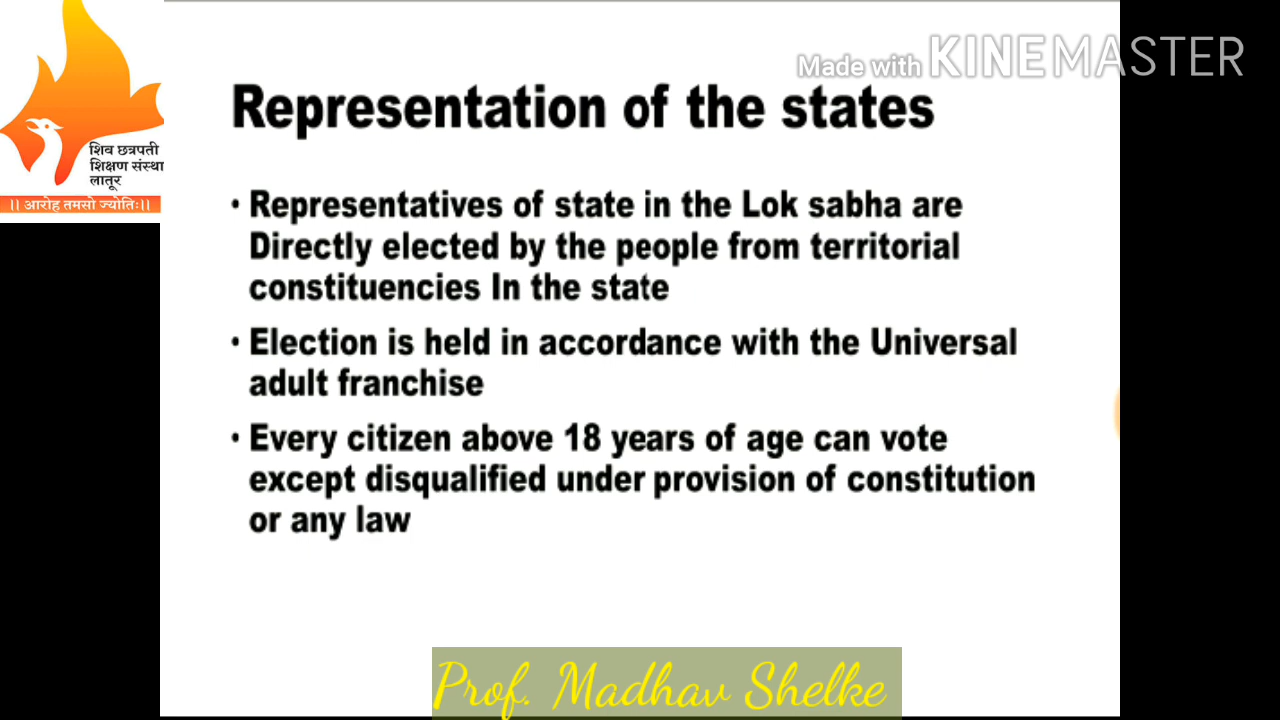 Made with KINEMASTER
शिव छत्रपती
शिक्षण संस्था
लातूर
।। आरोह तमसो ज्योतिः।।
Representation of the states
• Representatives of state in the Lok sabha are
Directly elected by the people from territorial
constituencies In the state
• Election is held in accordance with the Universal
adult franchise
• Every citizen above 18 years of age can vote
except disqualified under provision of constitution
or any law
Prof. Madhav Shelke